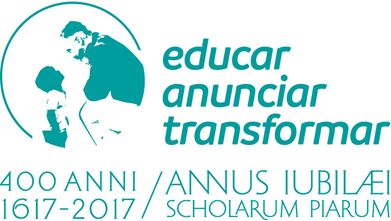 educar
anunciar
transformar
400 ANNI / ANNUS IUBILÆI
1617-2017 / SCHOLARUM PIARUM